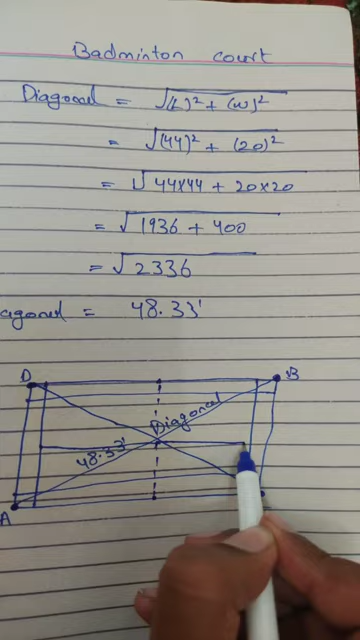 Badminton court
Diagonal = √(L)² + (W)²
= √(44)² + (20)²
= √44×44 + 20×20
= √1936 + 400
= √2336
agonal = 48.33'
D
B
Diagonal
48.33'
A